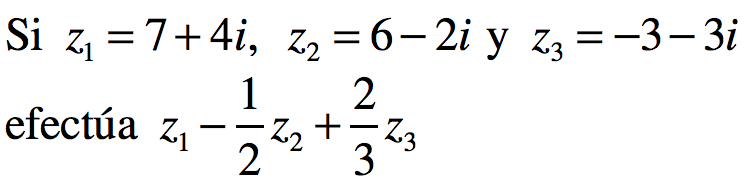 Si z₁ = 7 + 4i, z₂ = 6 − 2i y z₃ = −3 − 3i
efectúa z₁ − 1/2 z₂ + 2/3 z₃